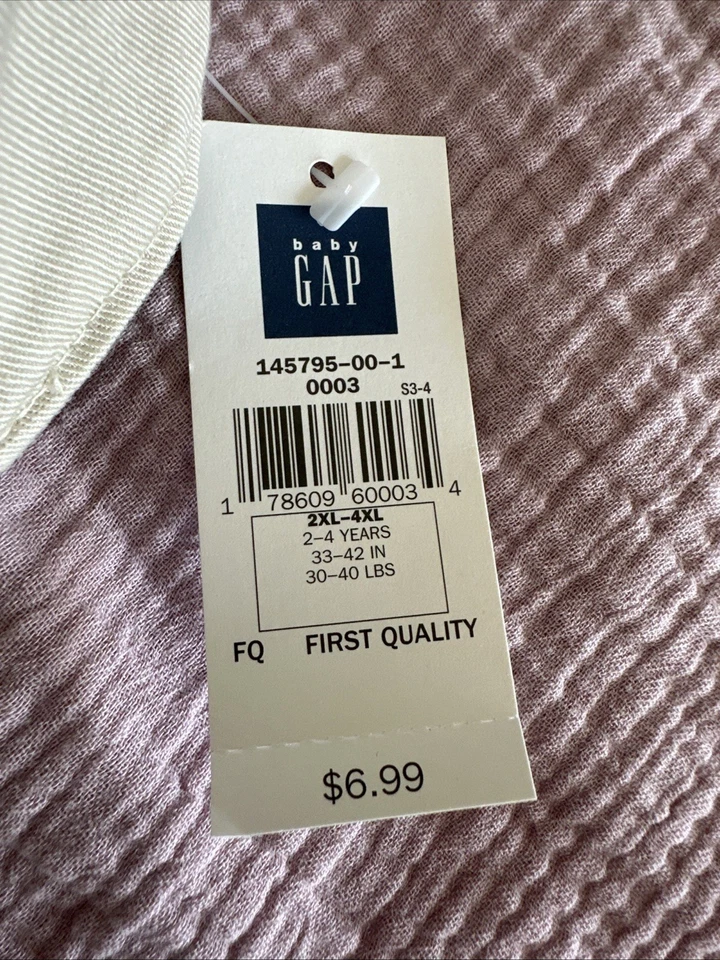 baby
GAP
145795-00-1
0003 S3-4
1 78609 60003 4
2XL-4XL
2-4 YEARS
33-42 IN
30-40 LBS
FQ FIRST QUALITY
$6.99